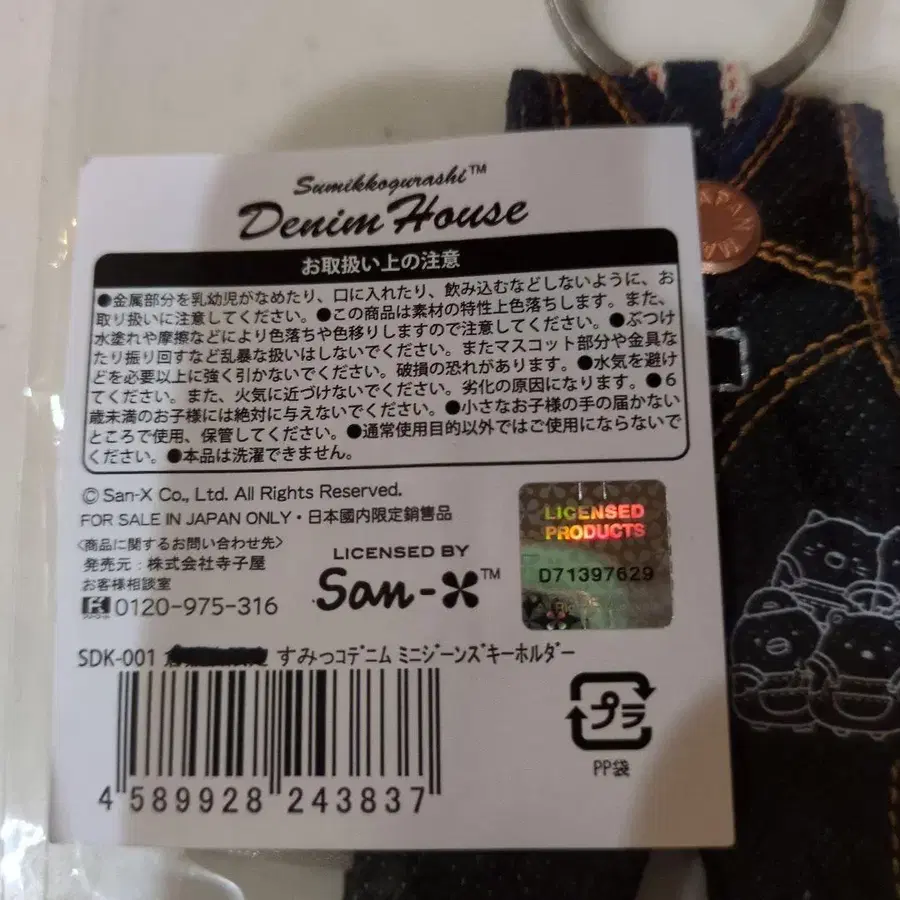 Sumikkogurashi™
Denim House
お取扱い上の注意
●金属部分を乳幼児がなめたり、口に入れたり、飲み込むなどしないように、お
取り扱いに注意してください。●この商品は素材の特性上色落ちします。また、
水塗れや摩擦などにより色落ちや色移りしますので注意してください。●ぶつけ
たり振り回すなど乱暴な扱いはしないでください。またマスコット部分や金具な
どを必要以上に強く引かないでください。破損の恐れがあります。●水気を避け
てください。また、火気に近づけないでください。劣化の原因になります。●6
歳未満のお子様には絶対に与えないでください。●小さなお子様の手の届かない
ところで使用、保管してください。●通常使用目的以外ではご使用にならないで
ください。●本品は洗濯できません。
© San-X Co., Ltd. All Rights Reserved.
FOR SALE IN JAPAN ONLY・日本國内限定銷售品
〈商品に関するお問い合わせ先〉
発売元：株式会社寺子屋
お客様相談室
0120-975-316
LICENSED BY
San-X™
LICENSED
PRODUCTS
D71397629
SDK-001 すみっコデニム ミニジーンズキーホルダー
4 589928 243837
プラ
PP袋
JAPAN